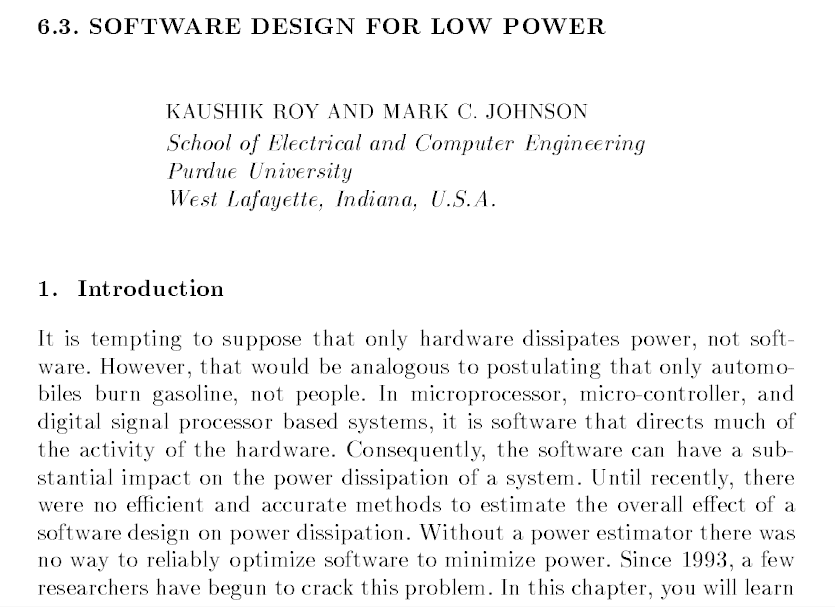 6.3. SOFTWARE DESIGN FOR LOW POWER
KAUSHIK ROY AND MARK C. JOHNSON
School of Electrical and Computer Engineering
Purdue University
West Lafayette, Indiana, U.S.A.
1. Introduction
It is tempting to suppose that only hardware dissipates power, not soft-
ware. However, that would be analogous to postulating that only automo-
biles burn gasoline, not people. In microprocessor, micro-controller, and
digital signal processor based systems, it is software that directs much of
the activity of the hardware. Consequently, the software can have a sub-
stantial impact on the power dissipation of a system. Until recently, there
were no efficient and accurate methods to estimate the overall effect of a
software design on power dissipation. Without a power estimator there was
no way to reliably optimize software to minimize power. Since 1993, a few
researchers have begun to crack this problem. In this chapter, you will learn